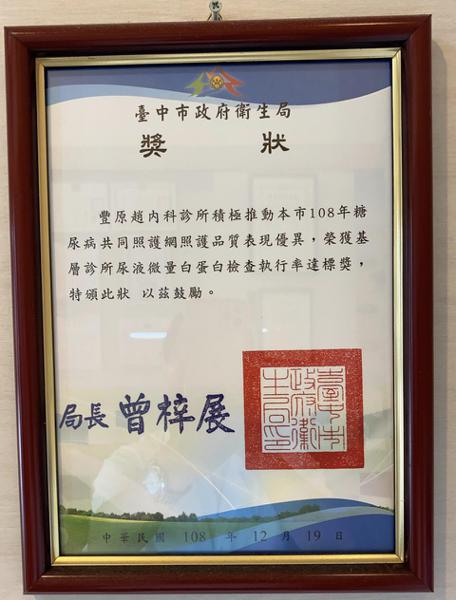 臺中市政府衛生局
獎狀
豐原趙內科診所積極推動本市108年糖
尿病共同照護網照護品質表現優異，榮獲基
層診所尿液微量白蛋白檢查執行率達標獎，
特頒此狀 以茲鼓勵。
局長 曾梓展
臺中市政府衛生局印
中華民國 108 年 12 月 19 日